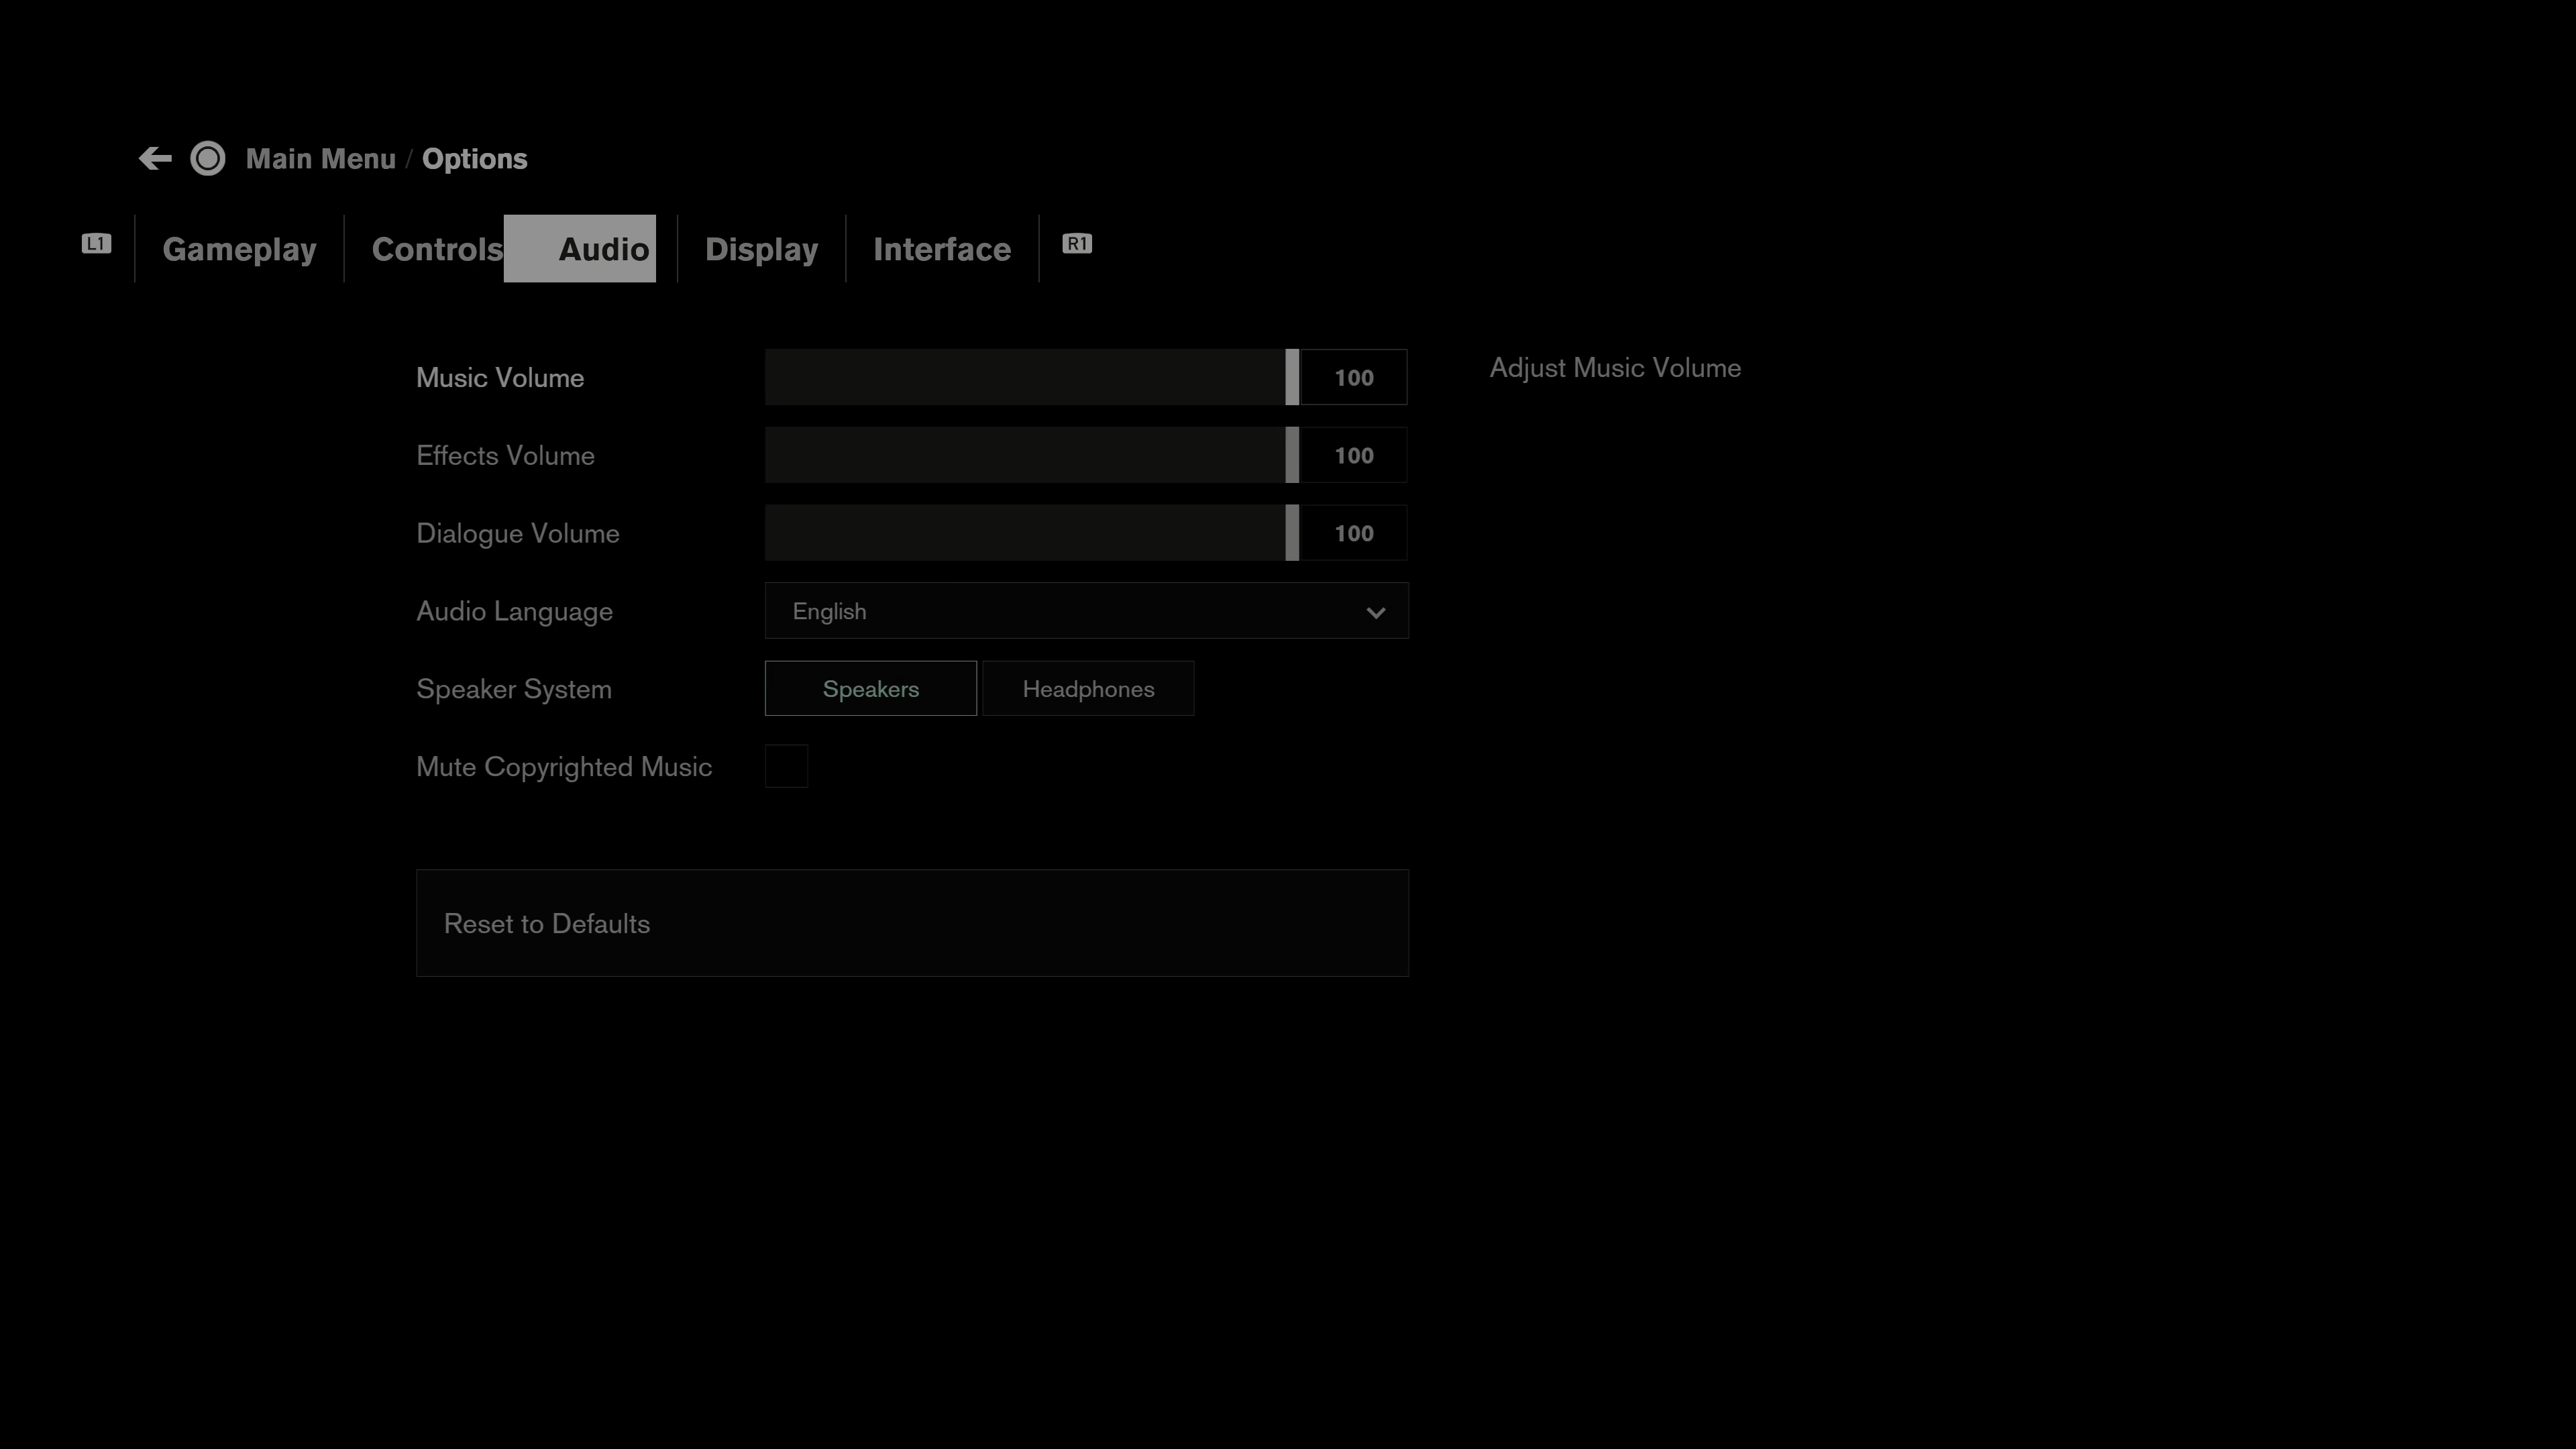 Main Menu / Options
L1 Gameplay Controls Audio Display Interface R1
Music Volume 100 Adjust Music Volume
Effects Volume 100
Dialogue Volume 100
Audio Language English
Speaker System Speakers Headphones
Mute Copyrighted Music
Reset to Defaults